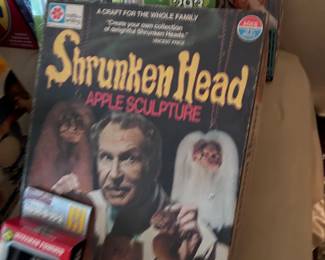 A CRAFT FOR THE WHOLE FAMILY
"Create your own collection
of delightful Shrunken Heads."
VINCENT PRICE
Shrunken Head
APPLE SCULPTURE
AGES